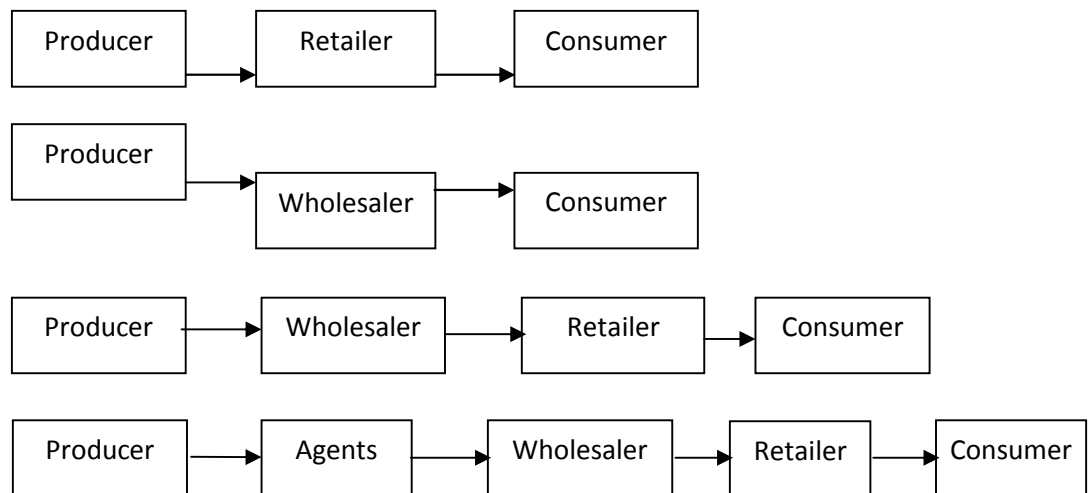 Producer Retailer Consumer
Producer
Wholesaler Consumer
Producer Wholesaler Retailer Consumer
Producer Agents Wholesaler Retailer Consumer